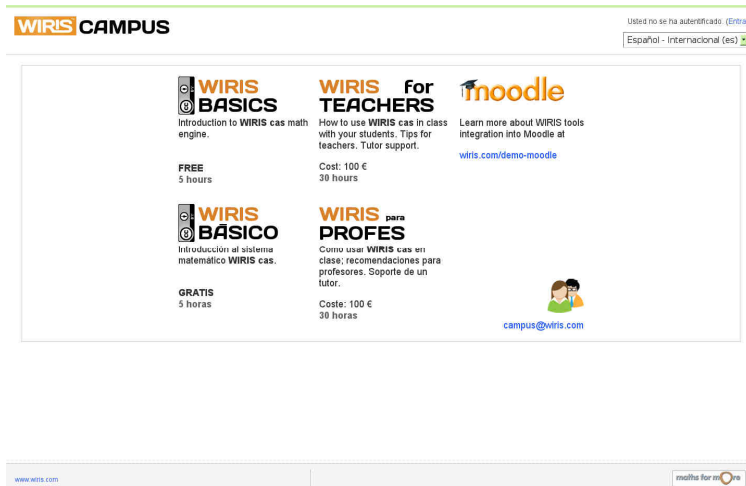 WIRIS CAMPUS
Usted no se ha autentificado. (Entra
Español - Internacional (es)
WIRIS
BASICS
Introduction to WIRIS cas math
engine.
FREE
5 hours
WIRIS for
TEACHERS
How to use WIRIS cas in class
with your students. Tips for
teachers. Tutor support.
Cost: 100 €
30 hours
moodle
Learn more about WIRIS tools
integration into Moodle at
wiris.com/demo-moodle
WIRIS
BĀSICO
Introducción al sistema
matemático WIRIS cas.
GRATIS
5 horas
WIRIS para
PROFES
Cómo usar WIRIS cas en
clase; recomendaciones para
profesores. Soporte de un
tutor.
Coste: 100 €
30 horas
campus@wiris.com
www.wiris.com
maths for more